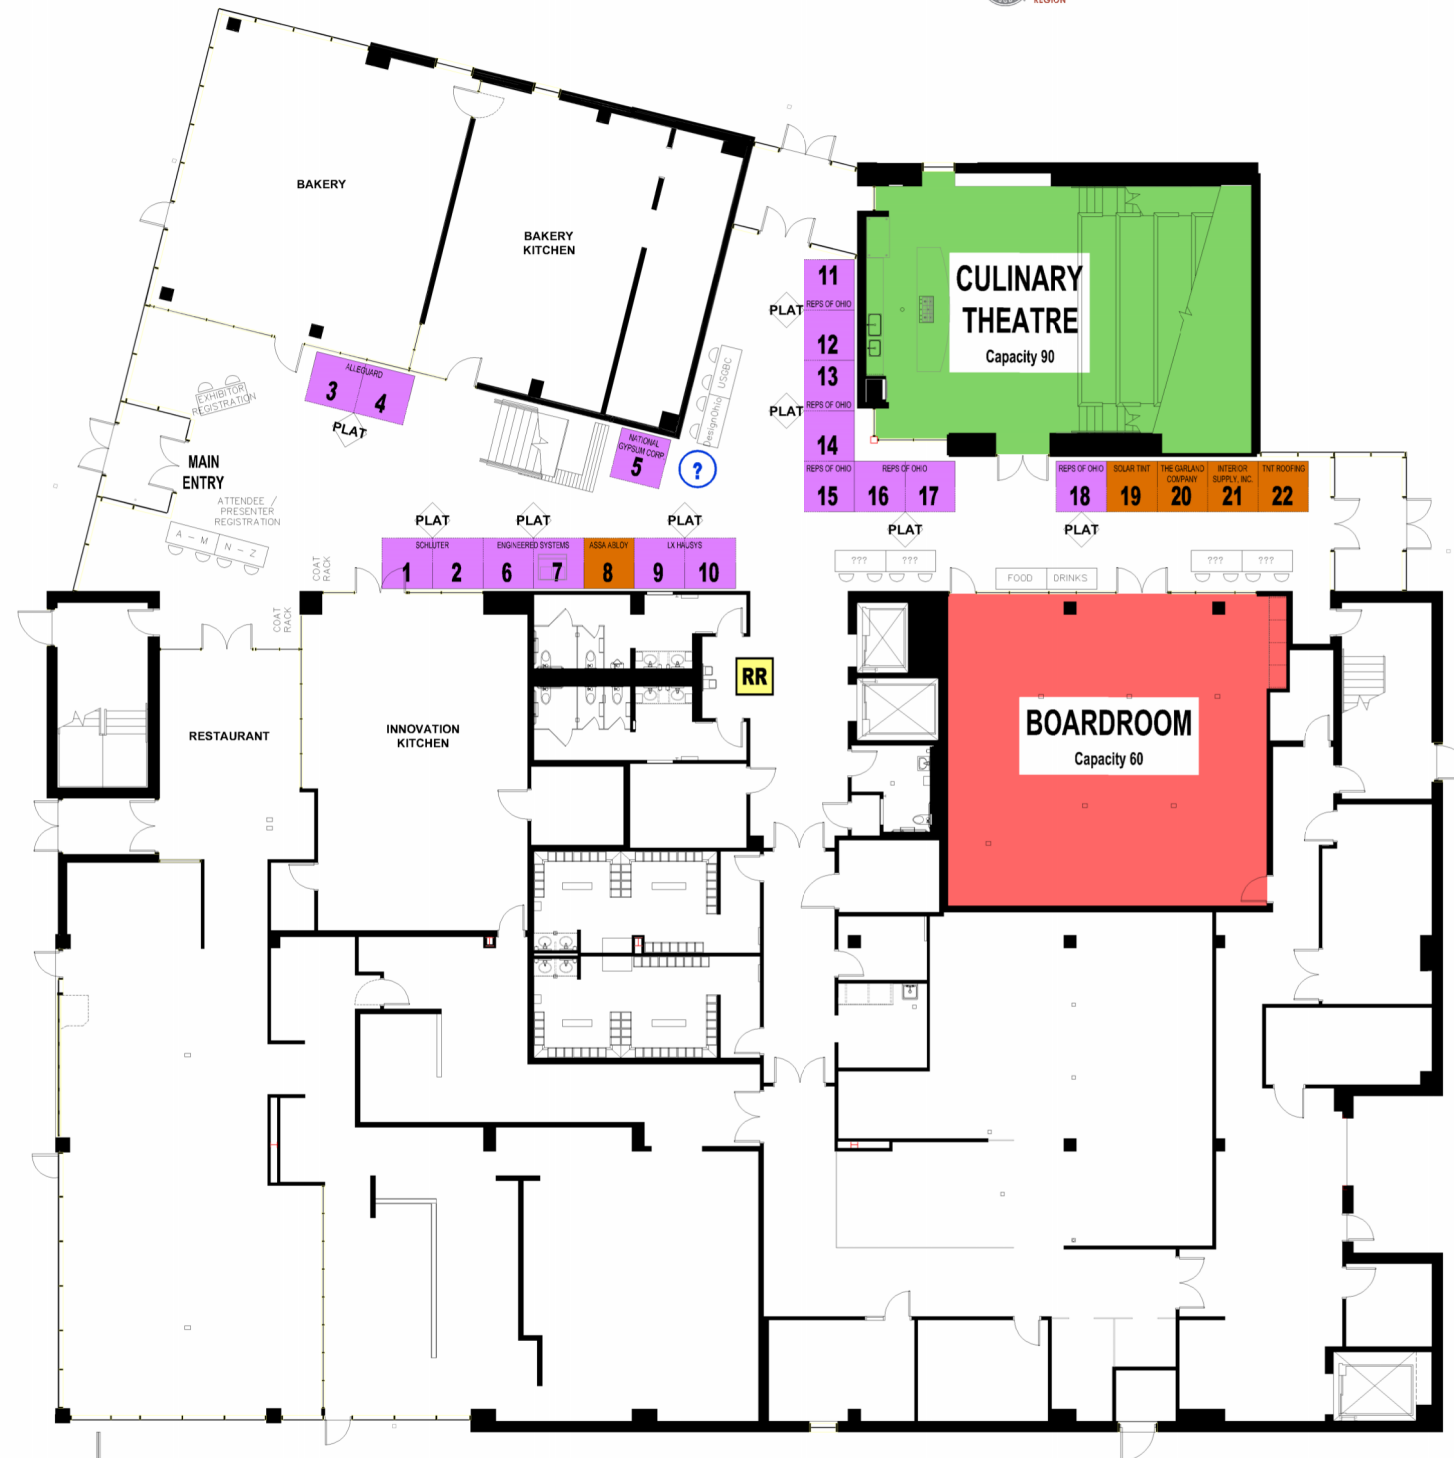 REGION
BAKERY
BAKERY
KITCHEN
CULINARY
THEATRE
Capacity 90
11
REPS OF OHIO
PLAT
12
13
REPS OF OHIO
PLAT
14
REPS OF OHIO
15
REPS OF OHIO
16
17
PLAT
REPS OF OHIO
18
PLAT
SOLAR TINT
19
THE GARLAND
COMPANY
20
INTERIOR
SUPPLY, INC.
21
TNT ROOFING
22
ALLEGUARD
3
4
PLAT
EXHIBITOR
REGISTRATION
USGBC
DesignOhio
NATIONAL
GYPSUM CORP
5
?
MAIN
ENTRY
ATTENDEE /
PRESENTER
REGISTRATION
A - M
N - Z
COAT
RACK
COAT
RACK
PLAT
PLAT
PLAT
SCHLUTER
1
2
ENGINEERED SYSTEMS
6
7
ASSA ABLOY
8
LX HAUSYS
9
10
???
???
FOOD
DRINKS
???
???
RR
RESTAURANT
INNOVATION
KITCHEN
BOARDROOM
Capacity 60